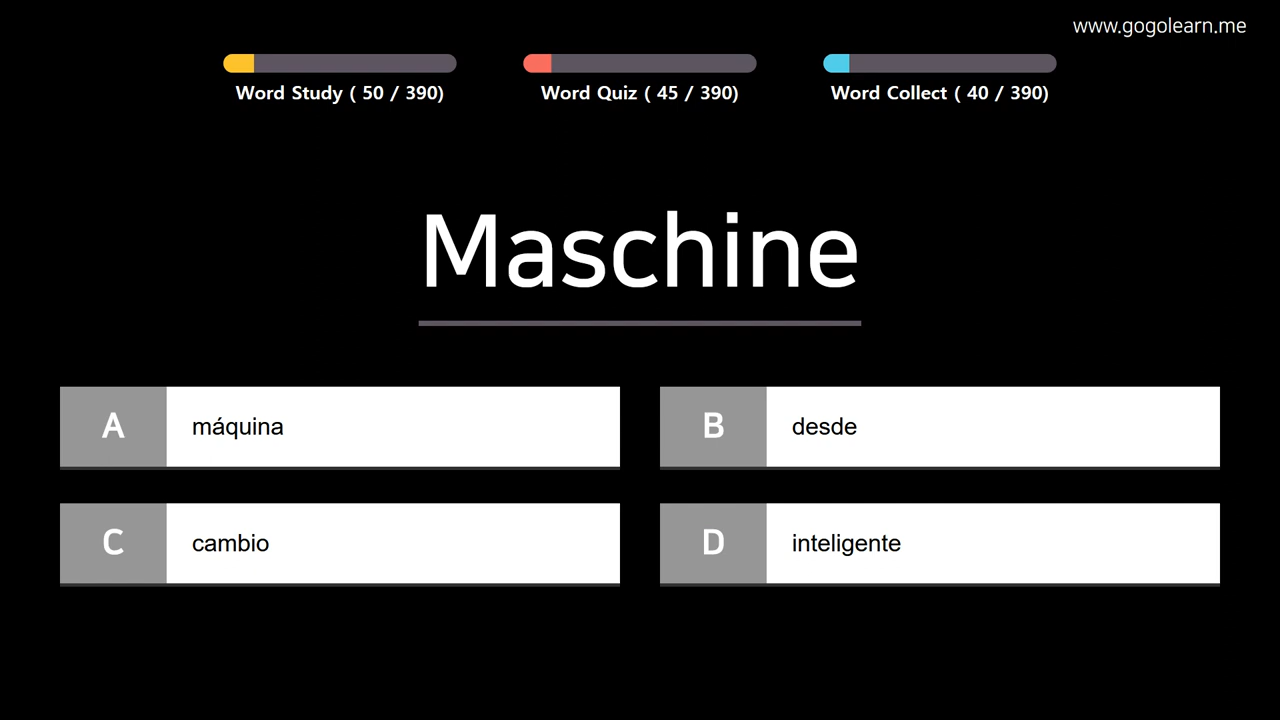 www.gogolearn.me
Word Study ( 50 / 390)
Word Quiz ( 45 / 390)
Word Collect ( 40 / 390)
Maschine
A
máquina
B
desde
C
cambio
D
inteligente